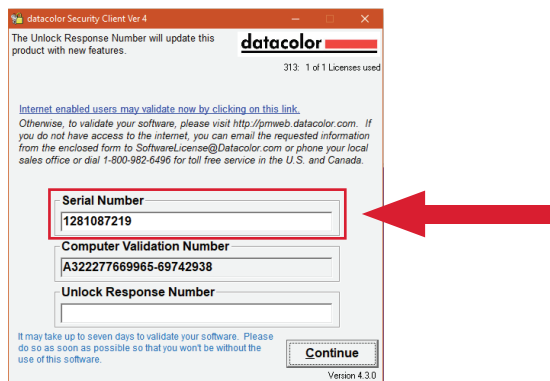 datacolor Security Client Ver 4
The Unlock Response Number will update this
product with new features.
datacolor
313: 1 of 1 Licenses used
Internet enabled users may validate now by clicking on this link.
Otherwise, to validate your software, please visit http://pmweb.datacolor.com. If
you do not have access to the internet, you can email the requested information
from the enclosed form to SoftwareLicense@Datacolor.com or phone your local
sales office or dial 1-800-982-6496 for toll free service in the U.S. and Canada.
Serial Number
1281087219
Computer Validation Number
A322277669965-69742938
Unlock Response Number
It may take up to seven days to validate your software. Please
do so as soon as possible so that you won't be without the
use of this software.
Continue
Version 4.3.0